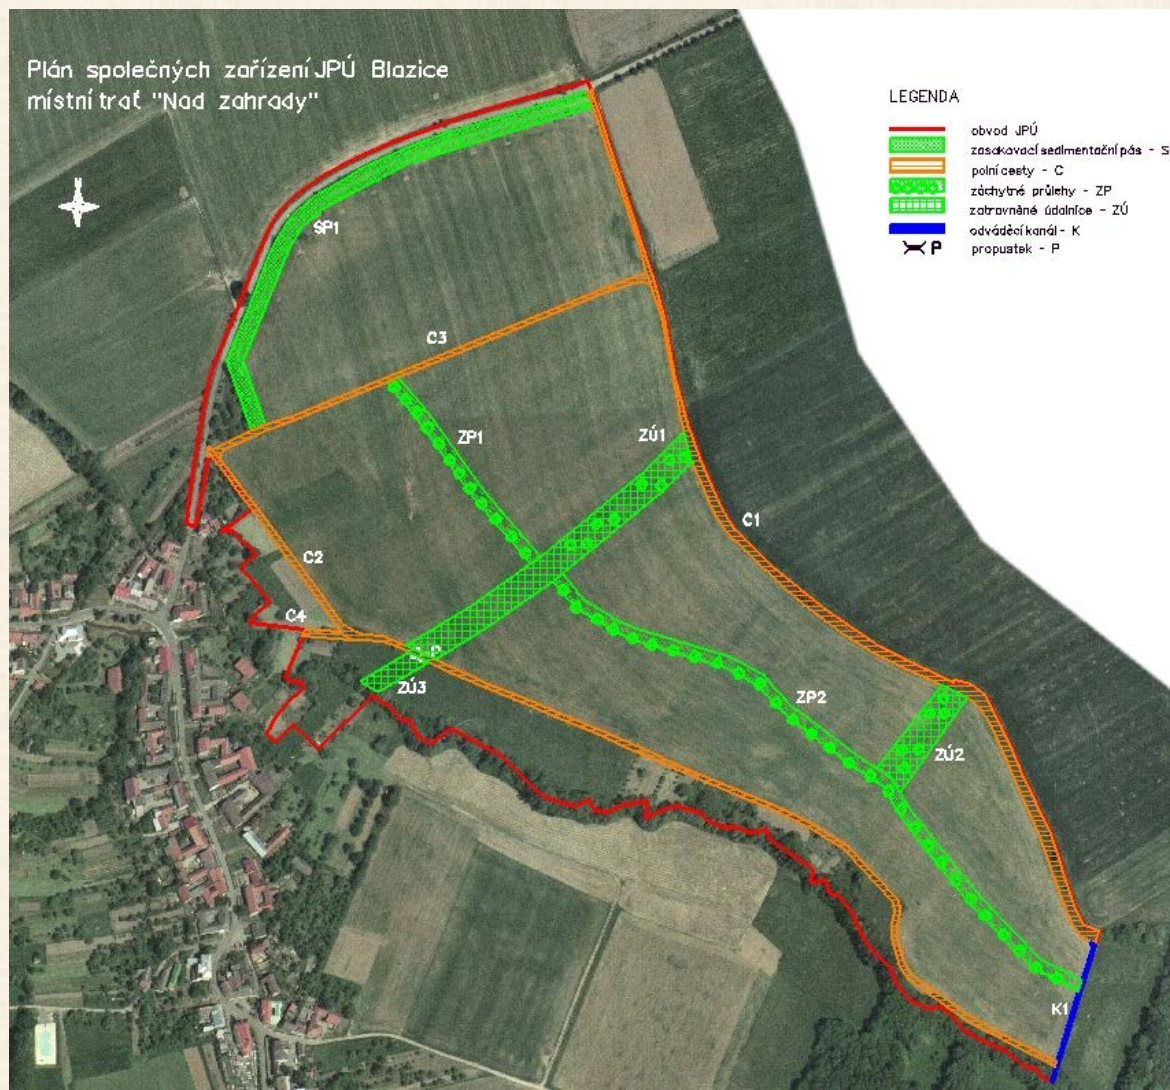 Plán společných zařízení JPÚ Blazice
místní trať "Nad zahrady"
LEGENDA
obvod JPÚ
zasakovací sedimentační pás - S
polní cesty - C
záchytné průlehy - ZP
zatravněné údolnice - ZÚ
odváděcí kanál - K
P
propustek - P
N
SP1
C3
ZP1
ZÚ1
C1
C2
C4
ZÚ3
ZP2
ZÚ2
K1